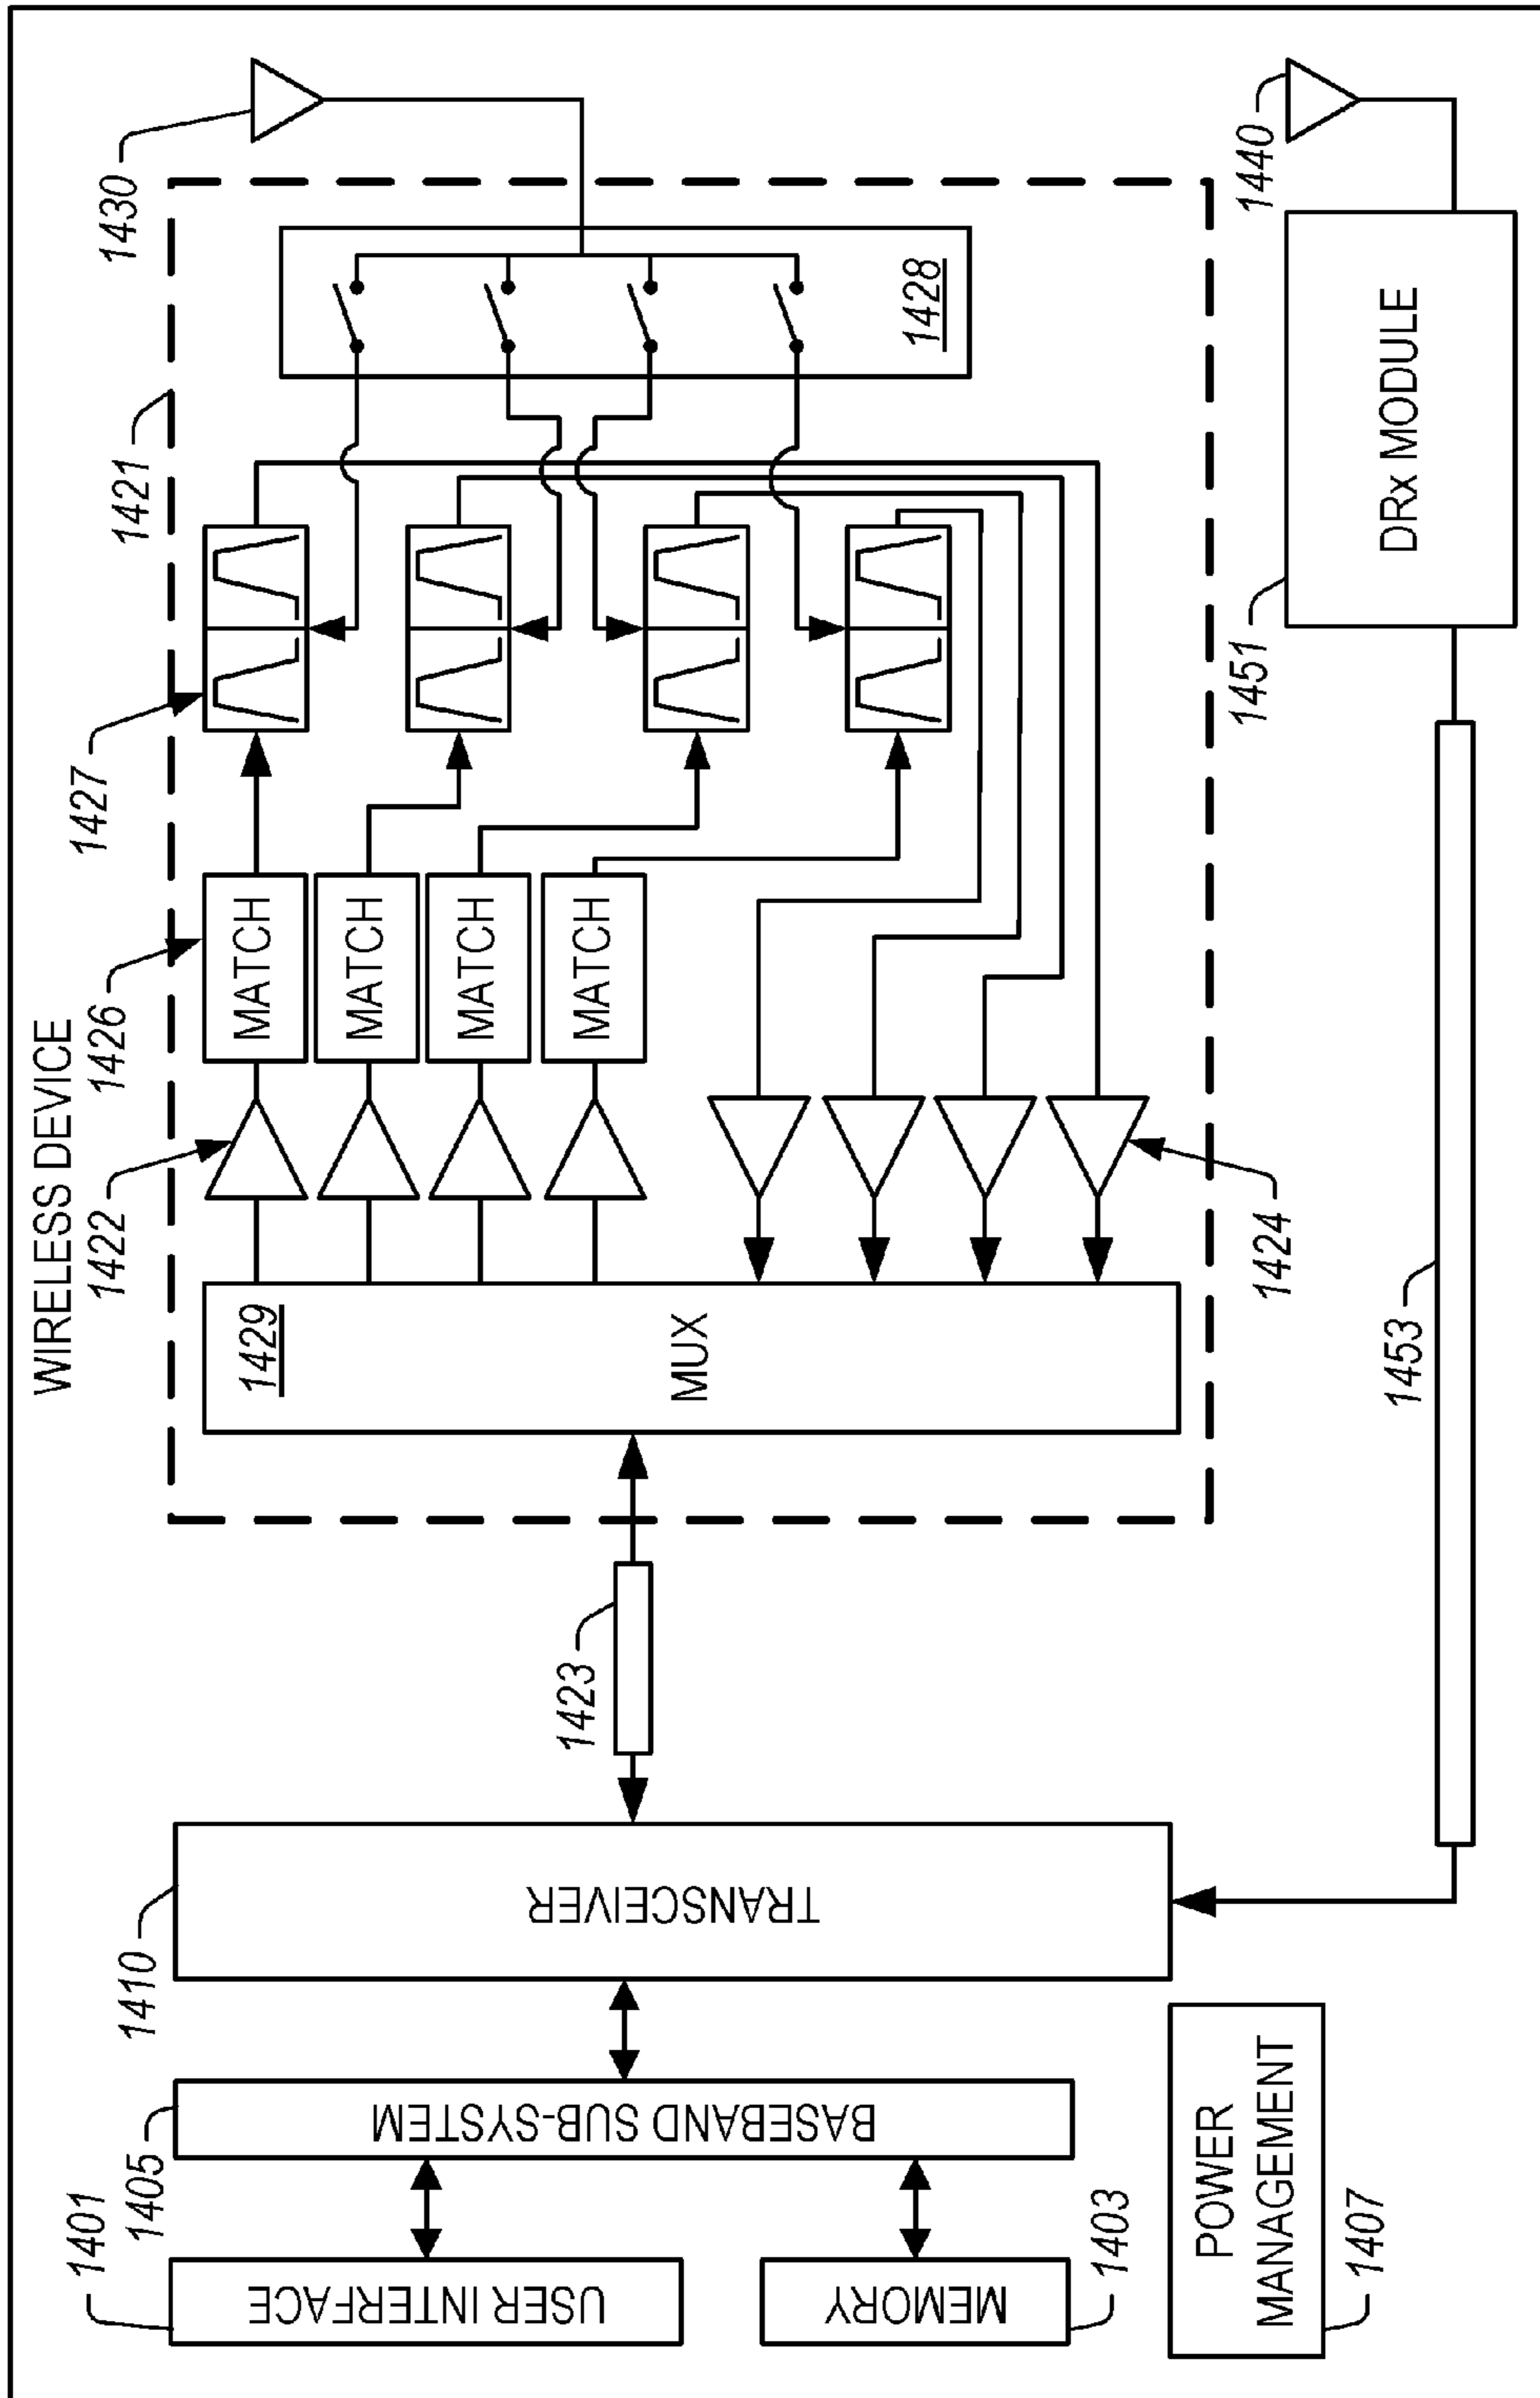 WIRELESS DEVICE
1401
1405
1410
1423
1422
1426
1427
1421
1430
USER INTERFACE
BASEBAND SUB-SYSTEM
TRANSCEIVER
1429
MUX
MATCH
MATCH
MATCH
MATCH
1428
MEMORY
1403
1424
POWER
MANAGEMENT
1407
1453
1451
DRx MODULE
1440